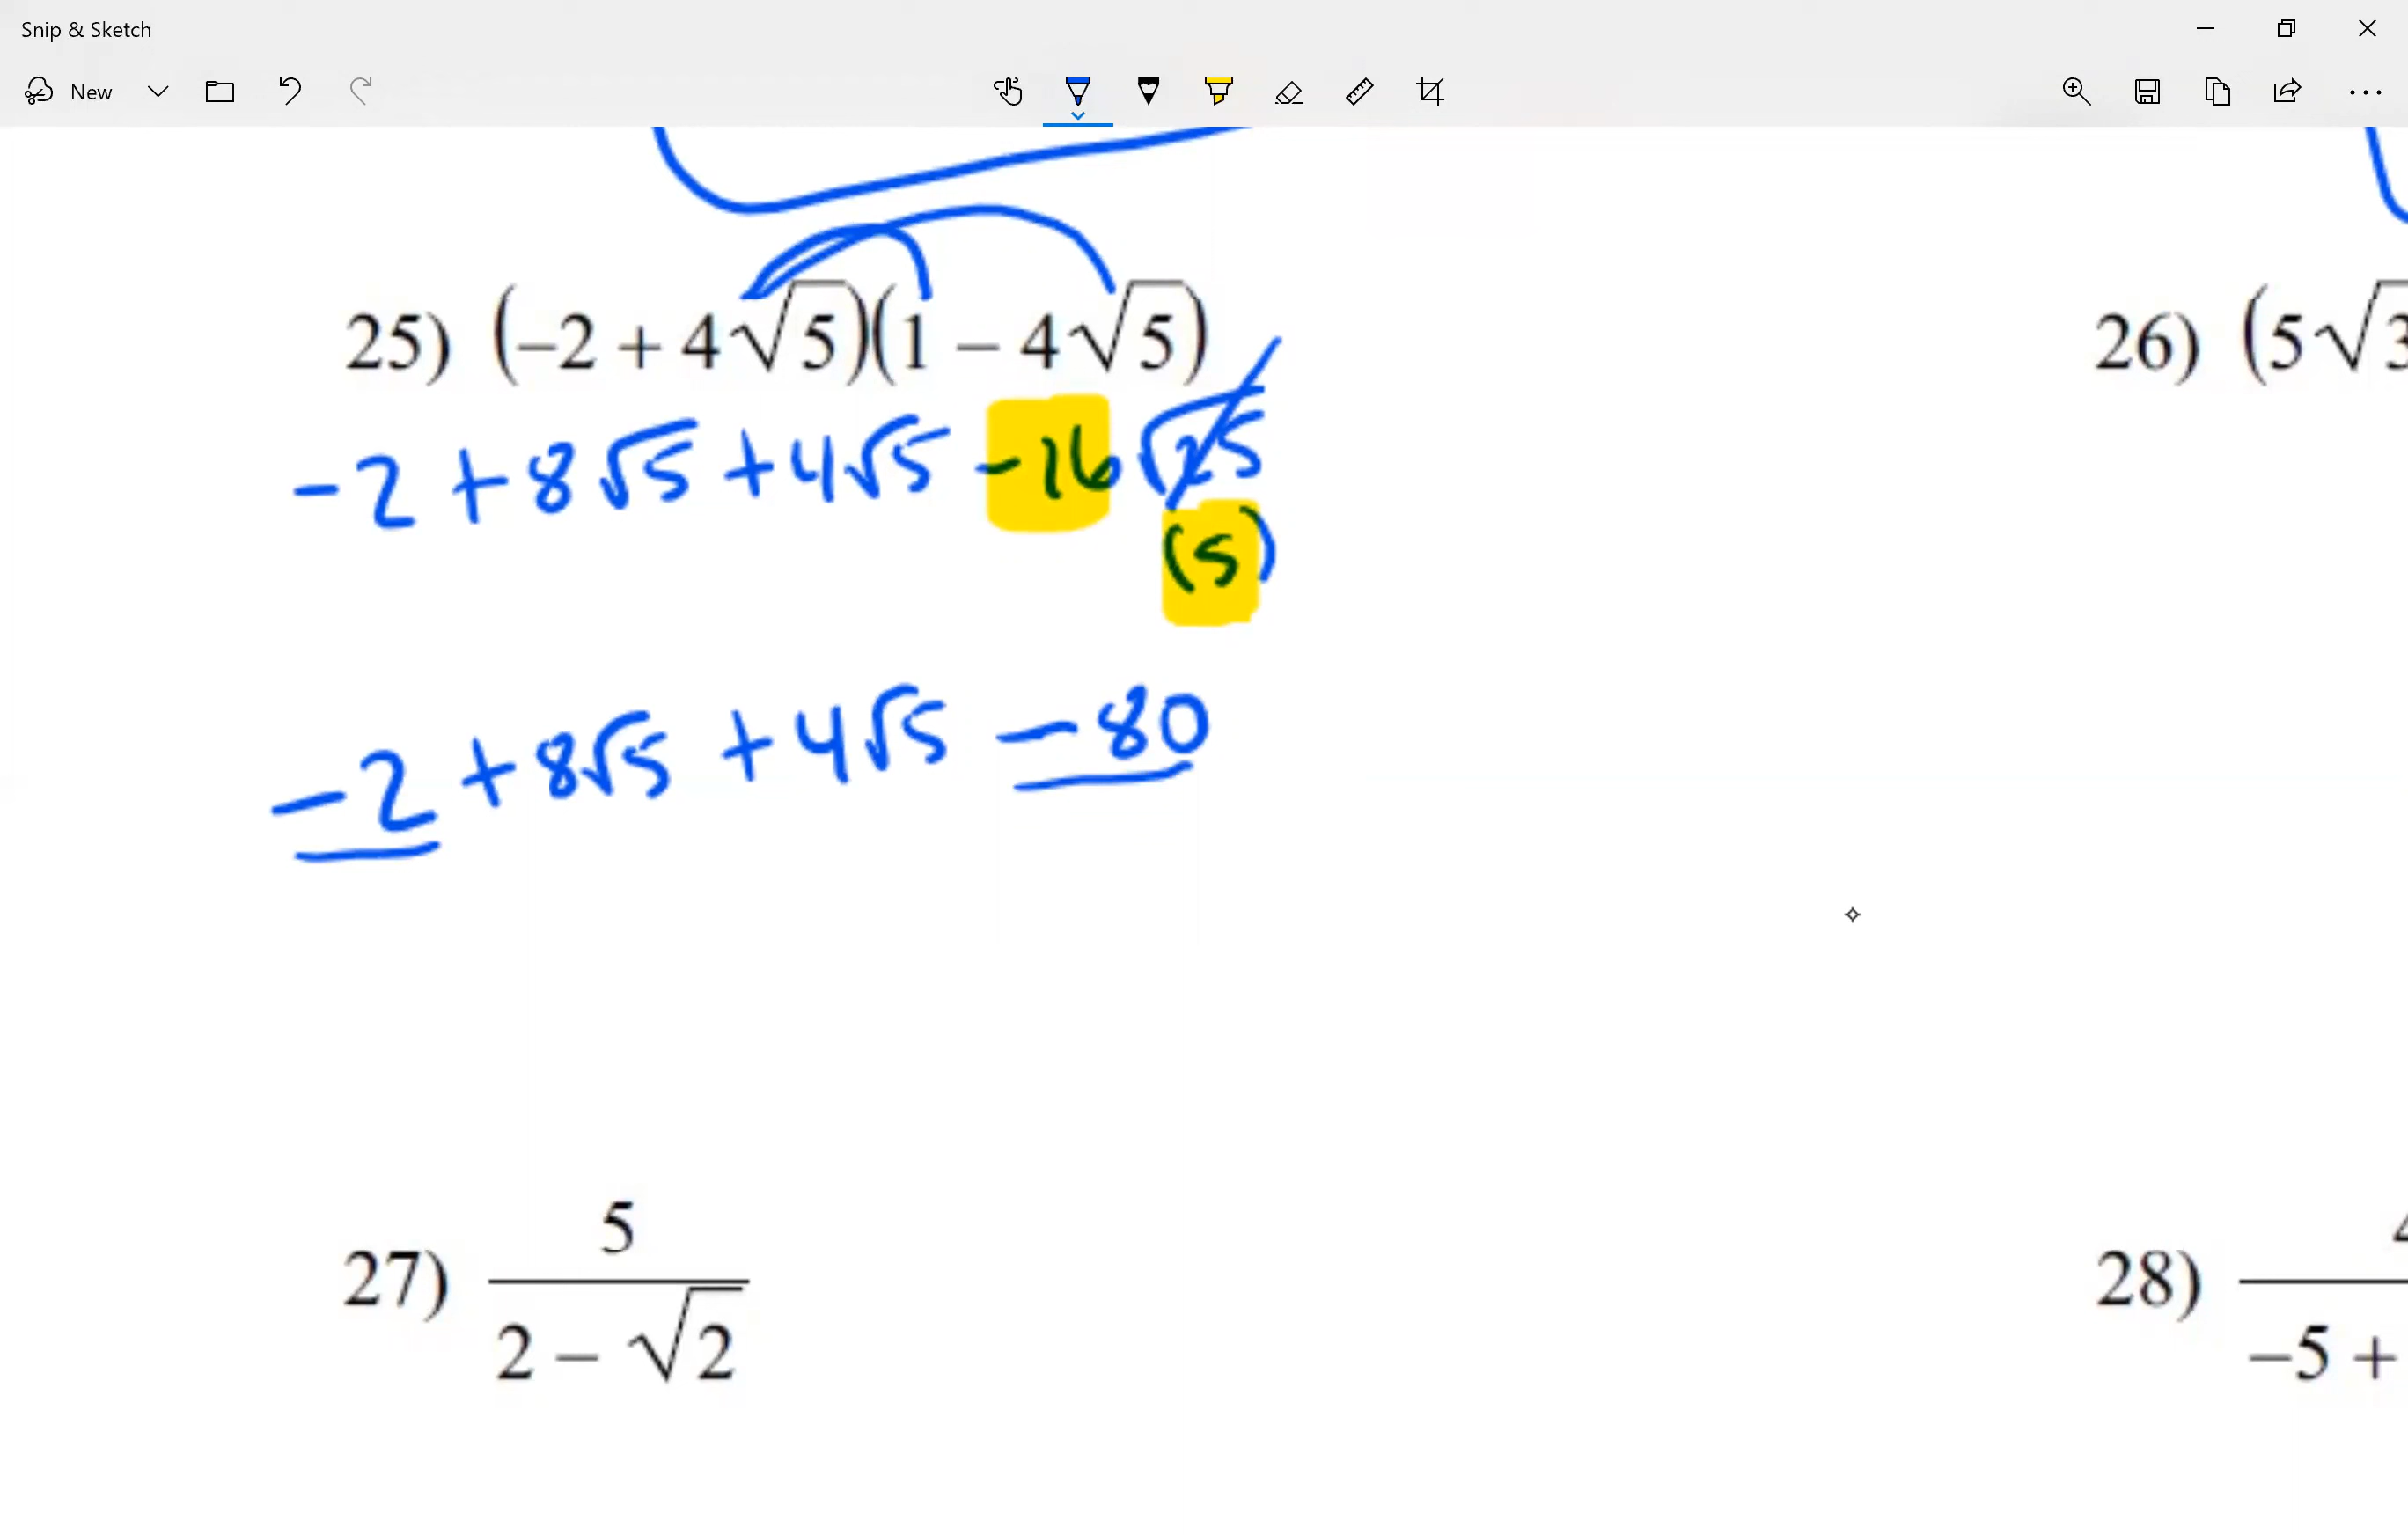 Snip & Sketch
New
25) (−2 + 4√5)(1 − 4√5)
26) (5√3
-2 + 8√5 + 4√5 -16√25
(5)
-2 + 8√5 + 4√5 -80
27) 5/(2 − √2)
28)
−5 +